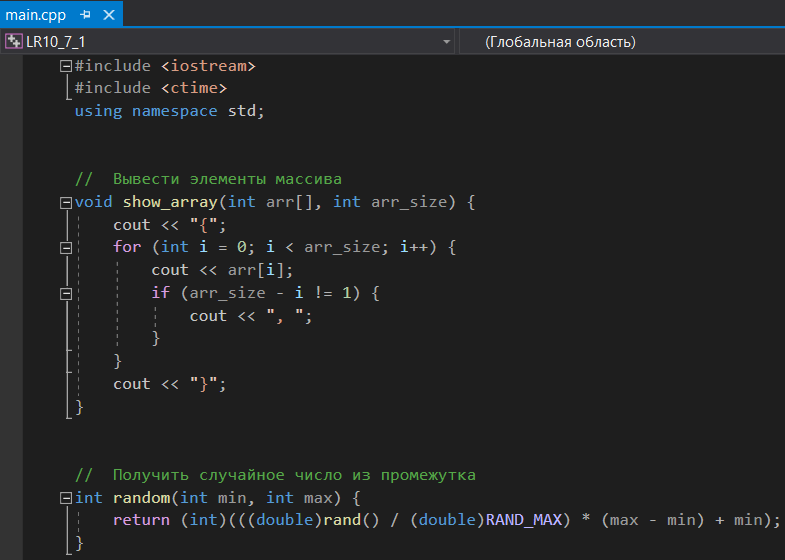 main.cpp
LR10_7_1 (Глобальная область)
#include <iostream>
#include <ctime>
using namespace std;
// Вывести элементы массива
void show_array(int arr[], int arr_size) {
cout << "{";
for (int i = 0; i < arr_size; i++) {
cout << arr[i];
if (arr_size - i != 1) {
cout << ", ";
}
}
cout << "}";
}
// Получить случайное число из промежутка
int random(int min, int max) {
return (int)(((double)rand() / (double)RAND_MAX) * (max - min) + min);
}